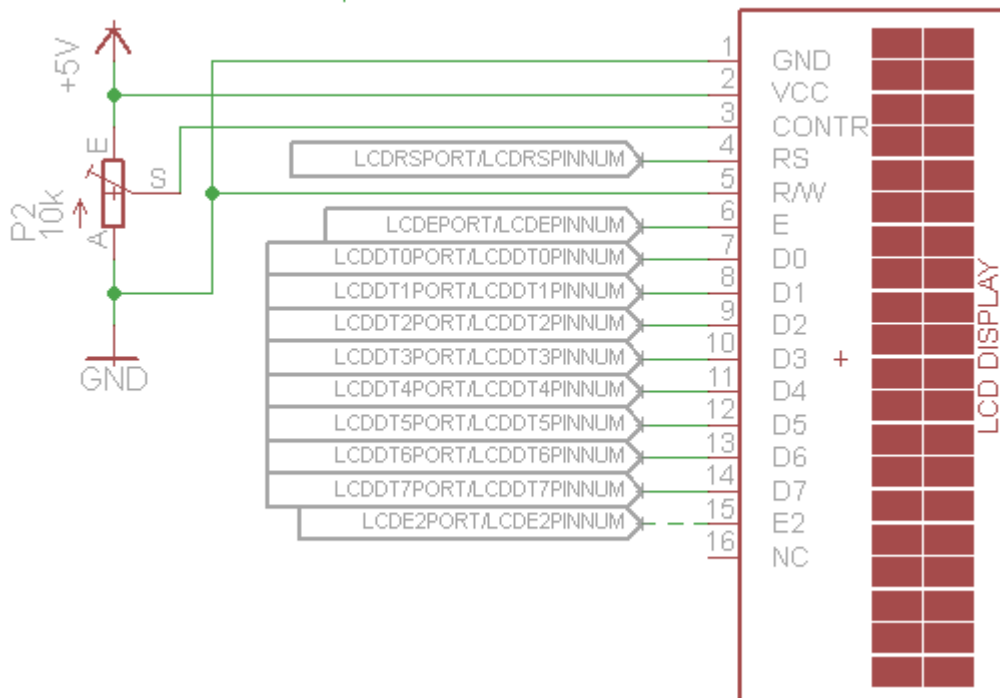 +5V
E
S
A
P2
10k
GND
LCDRSPORT/LCDRSPINNUM
LCDEPORT/LCDEPINNUM
LCDDT0PORT/LCDDT0PINNUM
LCDDT1PORT/LCDDT1PINNUM
LCDDT2PORT/LCDDT2PINNUM
LCDDT3PORT/LCDDT3PINNUM
LCDDT4PORT/LCDDT4PINNUM
LCDDT5PORT/LCDDT5PINNUM
LCDDT6PORT/LCDDT6PINNUM
LCDDT7PORT/LCDDT7PINNUM
LCDE2PORT/LCDE2PINNUM
1 GND
2 VCC
3 CONTR
4 RS
5 R/W
6 E
7 D0
8 D1
9 D2
10 D3
11 D4
12 D5
13 D6
14 D7
15 E2
16 NC
LCD DISPLAY